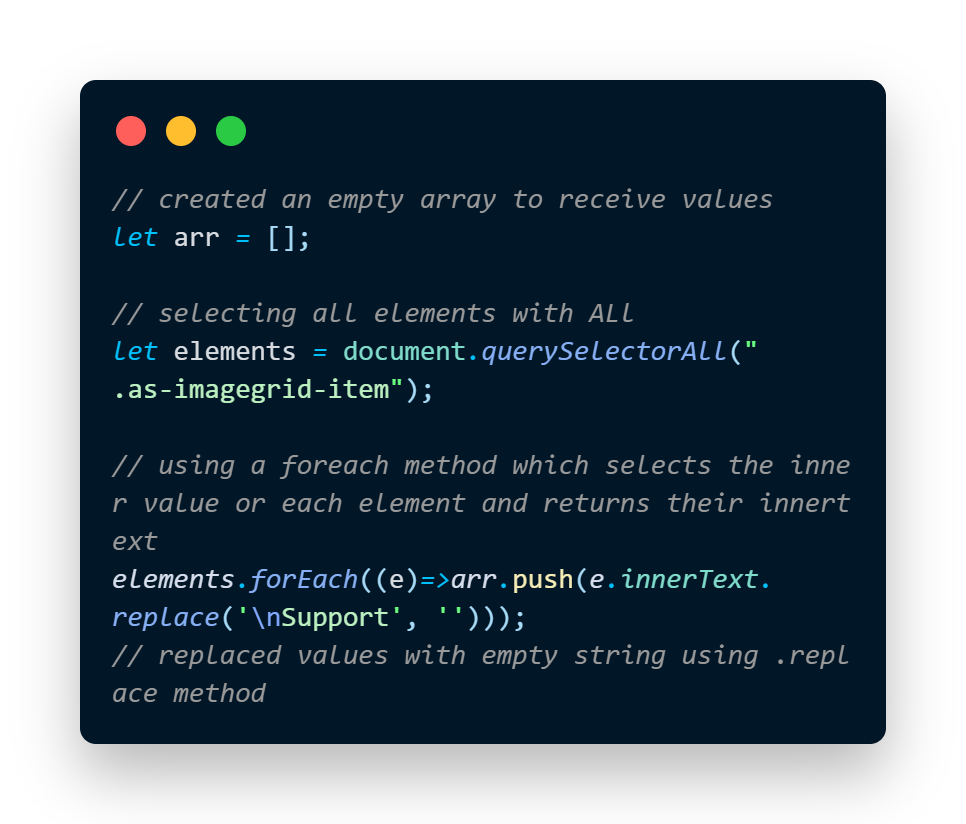 // created an empty array to receive values
let arr = [];
// selecting all elements with ALl
let elements = document.querySelectorAll("
.as-imagegrid-item");
// using a foreach method which selects the inne
r value or each element and returns their innert
ext
elements.forEach((e)=>arr.push(e.innerText.
replace('\nSupport', '')));
// replaced values with empty string using .repl
ace method